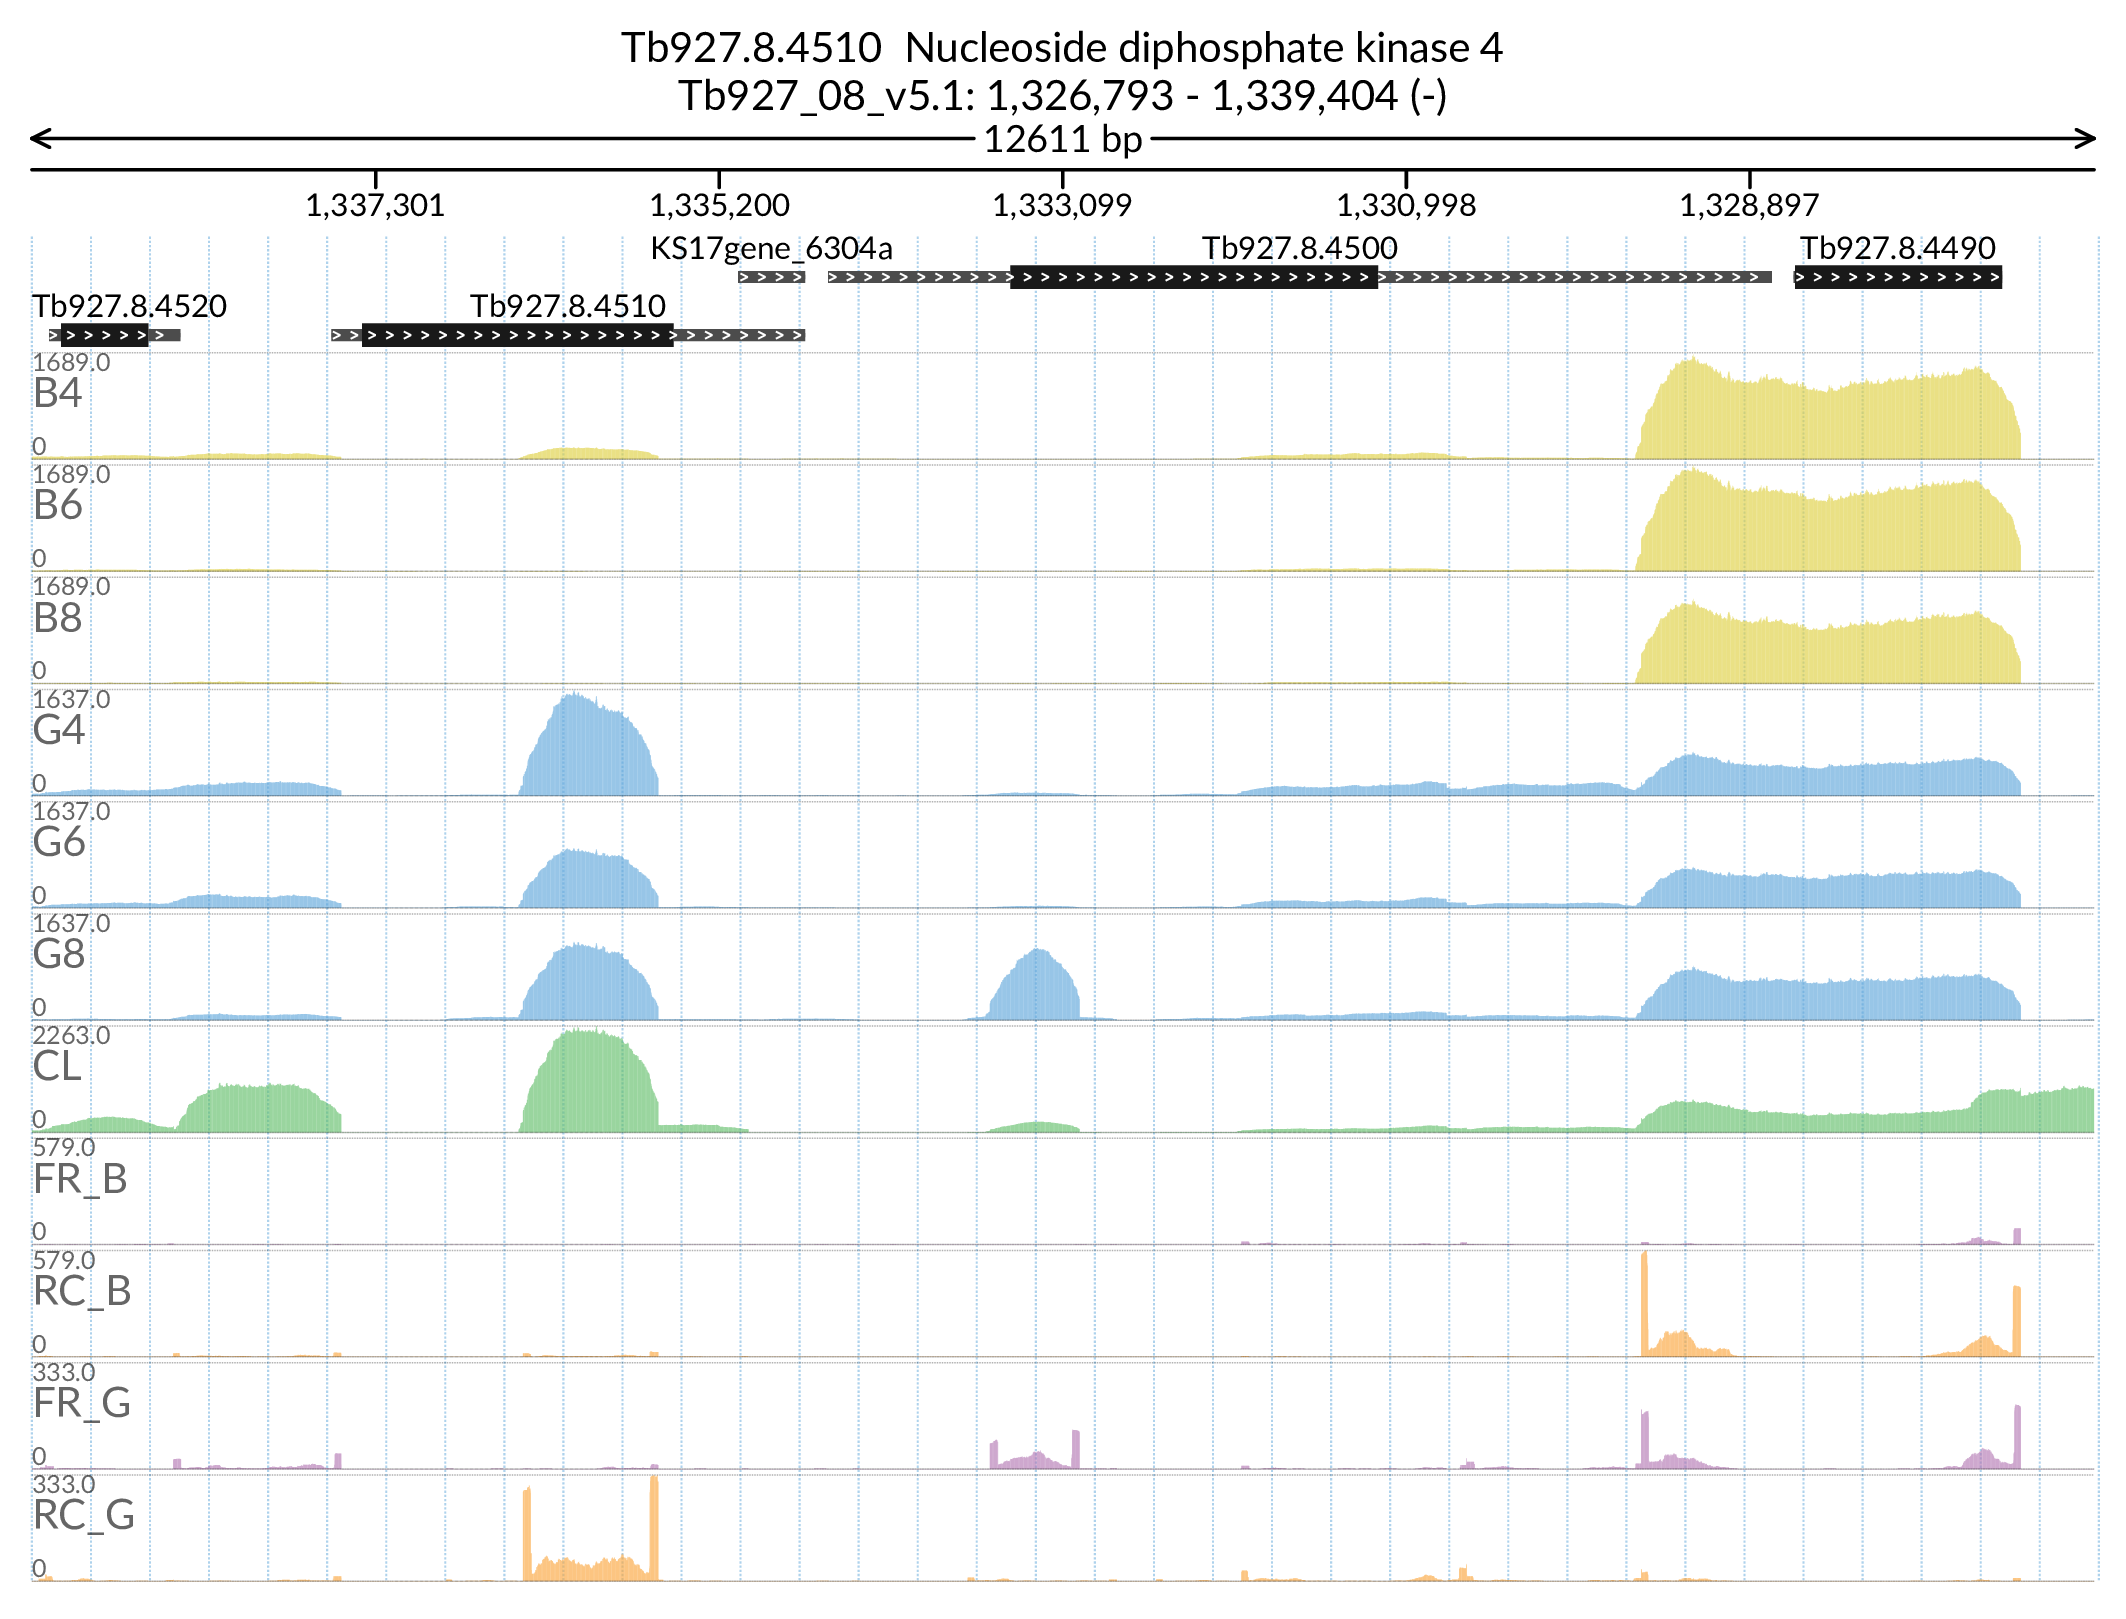 Tb927.8.4510  Nucleoside diphosphate kinase 4
Tb927_08_v5.1: 1,326,793 - 1,339,404 (-)
12611 bp
1,337,301 1,335,200 1,333,099 1,330,998 1,328,897
KS17gene_6304a Tb927.8.4500 Tb927.8.4490
Tb927.8.4520 Tb927.8.4510
1689.0
B4
0
1689.0
B6
0
1689.0
B8
0
1637.0
G4
0
1637.0
G6
0
1637.0
G8
0
2263.0
CL
0
579.0
FR_B
0
579.0
RC_B
0
333.0
FR_G
0
333.0
RC_G
0